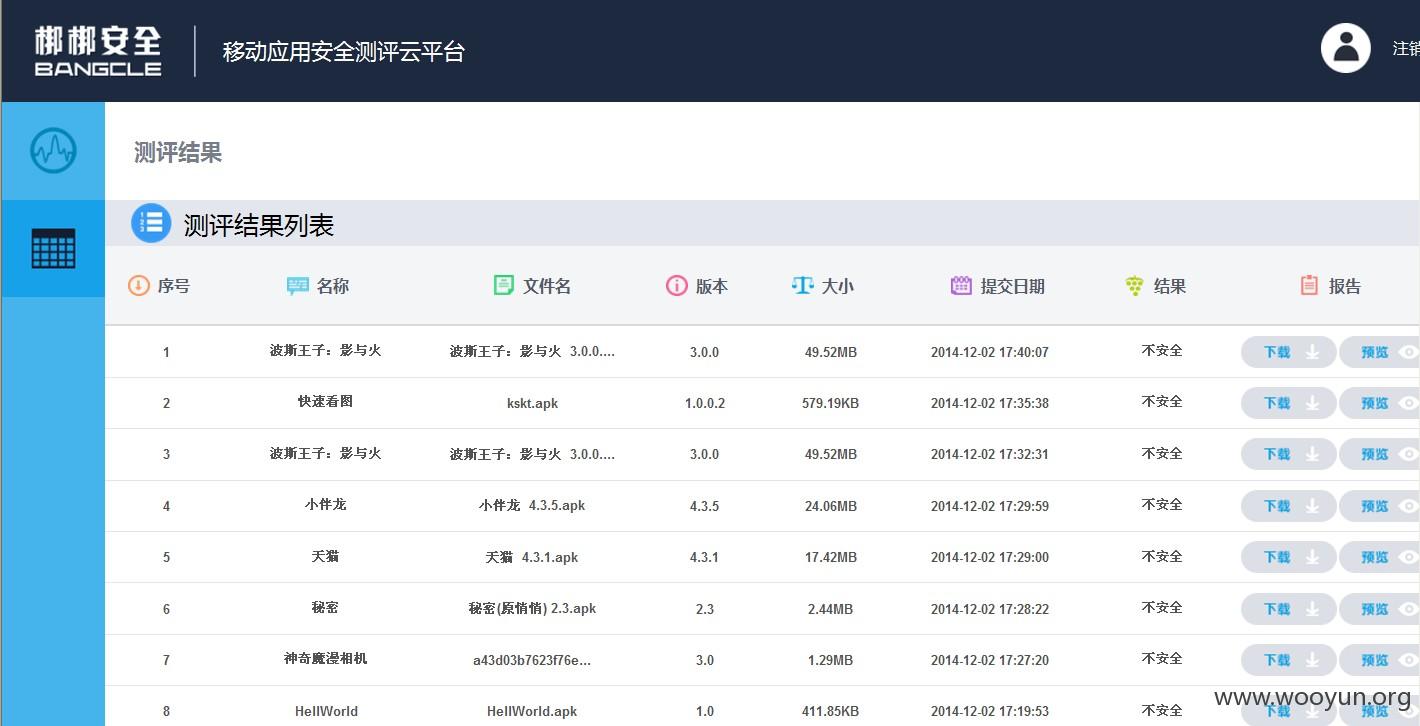 梆梆安全
BANGCLE
移动应用安全测评云平台
注销
测评结果
测评结果列表
序号 名称 文件名 版本 大小 提交日期 结果 报告
1 波斯王子：影与火 波斯王子：影与火 3.0.0.... 3.0.0 49.52MB 2014-12-02 17:40:07 不安全 下载 预览
2 快速看图 kskt.apk 1.0.0.2 579.19KB 2014-12-02 17:35:38 不安全 下载 预览
3 波斯王子：影与火 波斯王子：影与火 3.0.0.... 3.0.0 49.52MB 2014-12-02 17:32:31 不安全 下载 预览
4 小伴龙 小伴龙 4.3.5.apk 4.3.5 24.06MB 2014-12-02 17:29:59 不安全 下载 预览
5 天猫 天猫 4.3.1.apk 4.3.1 17.42MB 2014-12-02 17:29:00 不安全 下载 预览
6 秘密 秘密(原悄悄) 2.3.apk 2.3 2.44MB 2014-12-02 17:28:22 不安全 下载 预览
7 神奇魔漫相机 a43d03b7623f76e... 3.0 1.29MB 2014-12-02 17:27:20 不安全 下载 预览
8 HellWorld HellWorld.apk 1.0 411.85KB 2014-12-02 17:19:53 不安全 下载 预览
www.wooyun.org